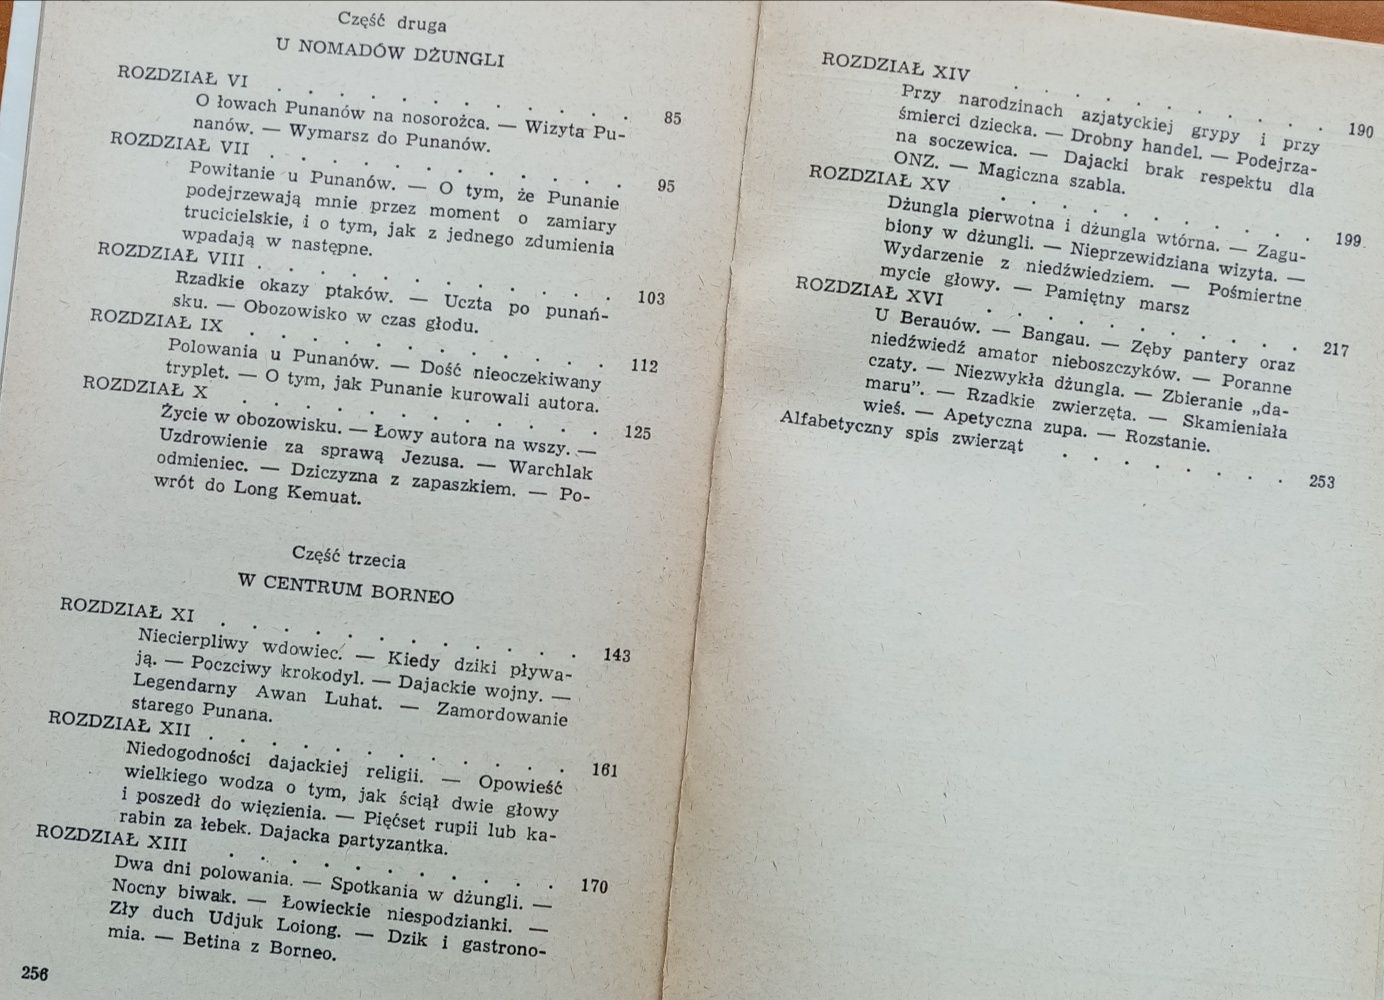 Część druga
U NOMADÓW DŻUNGLI
ROZDZIAŁ VI . . . . . . . . . . . . 85
O łowach Punanów na nosorożca. — Wizyta Pu-
nanów. — Wymarsz do Punanów.
ROZDZIAŁ VII . . . . . . . . . . . . 95
Powitanie u Punanów. — O tym, że Punanie
podejrzewają mnie przez moment o zamiary
trucicielskie, i o tym, jak z jednego zdumienia
wpadają w następne.
ROZDZIAŁ VIII . . . . . . . . . . . . 103
Rzadkie okazy ptaków. — Uczta po punań-
sku. — Obozowisko w czas głodu.
ROZDZIAŁ IX . . . . . . . . . . . . 112
Polowania u Punanów. — Dość nieoczekiwany
tryplet. — O tym, jak Punanie kurowali autora.
ROZDZIAŁ X . . . . . . . . . . . . 125
Życie w obozowisku. — Łowy autora na wszy. —
Uzdrowienie za sprawą Jezusa. — Warchlak
odmieniec. — Dziczyzna z zapaszkiem. — Po-
wrót do Long Kemuat.
Część trzecia
W CENTRUM BORNEO
ROZDZIAŁ XI . . . . . . . . . . . . 143
Niecierpliwy wdowiec. — Kiedy dziki pływa-
ją. — Poczciwy krokodyl. — Dajackie wojny. —
Legendarny Awan Luhat. — Zamordowanie
starego Punana.
ROZDZIAŁ XII . . . . . . . . . . . . 161
Niedogodności dajackiej religii. — Opowieść
wielkiego wodza o tym, jak ściął dwie głowy
i poszedł do więzienia. — Pięćset rupii lub ka-
rabin za łebek. Dajacka partyzantka.
ROZDZIAŁ XIII . . . . . . . . . . . 170
Dwa dni polowania. — Spotkania w dżungli. —
Nocny biwak. — Łowieckie niespodzianki. —
Zły duch Udjuk Loiong. — Dzik i gastrono-
mia. — Betina z Borneo.
256
ROZDZIAŁ XIV . . . . . . . . . . . 190
Przy narodzinach azjatyckiej grypy i przy
śmierci dziecka. — Drobny handel. — Podejrza-
na soczewica. — Dajacki brak respektu dla
ONZ. — Magiczna szabla.
ROZDZIAŁ XV . . . . . . . . . . . 199
Dżungla pierwotna i dżungla wtórna. — Zagu-
biony w dżungli. — Nieprzewidziana wizyta. —
Wydarzenie z niedźwiedziem. — Pośmiertne
mycie głowy. — Pamiętny marsz
ROZDZIAŁ XVI . . . . . . . . . . . 217
U Berauów. — Bangau. — Zęby pantery oraz
niedźwiedź amator nieboszczyków. — Poranne
czaty. — Niezwykła dżungla. — Zbieranie „da-
maru”. — Rzadkie zwierzęta. — Skamieniała
wieś. — Apetyczna zupa. — Rozstanie.
Alfabetyczny spis zwierząt . . . . . . . . 253